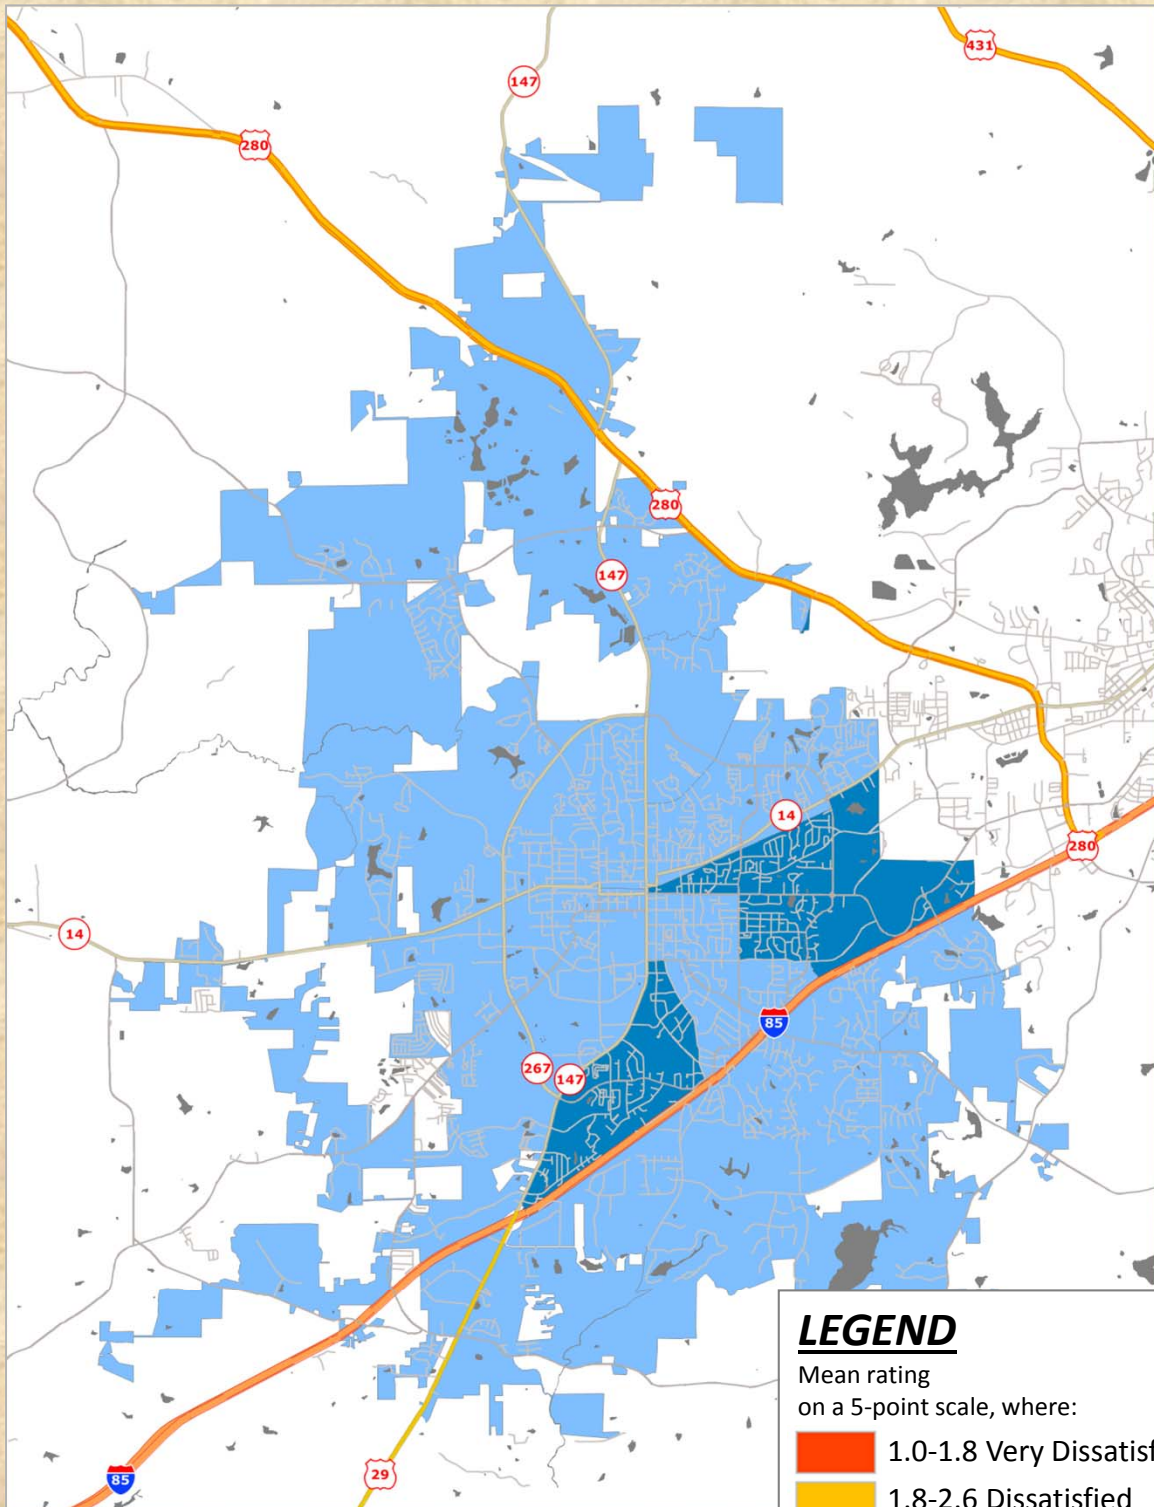 147
431
280
280
147
14
280
14
85
267
147
LEGEND
Mean rating
on a 5-point scale, where:
1.0-1.8 Very Dissatisf
1.8-2.6 Dissatisfied
29
85